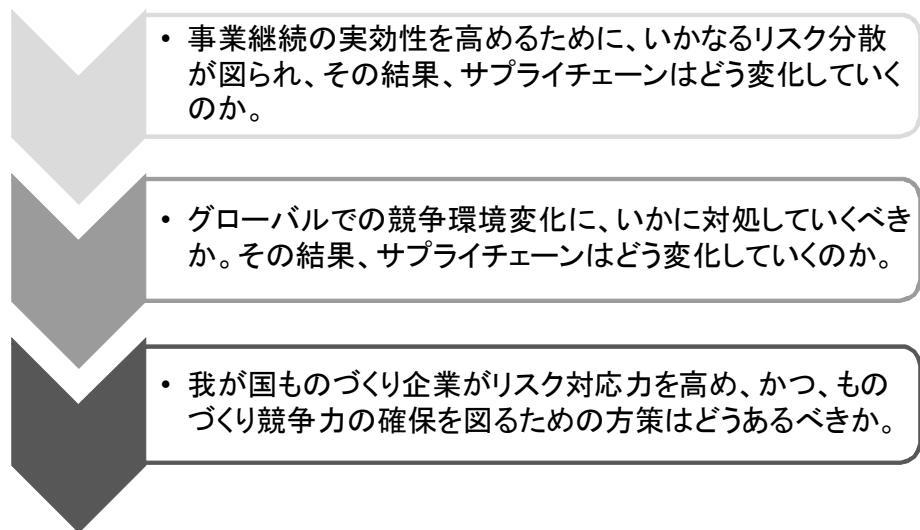 • 事業継続の実効性を高めるために、いかなるリスク分散
が図られ、その結果、サプライチェーンはどう変化していく
のか。
• グローバルでの競争環境変化に、いかに対処していくべき
か。その結果、サプライチェーンはどう変化していくのか。
• 我が国ものづくり企業がリスク対応力を高め、かつ、もの
づくり競争力の確保を図るための方策はどうあるべきか。